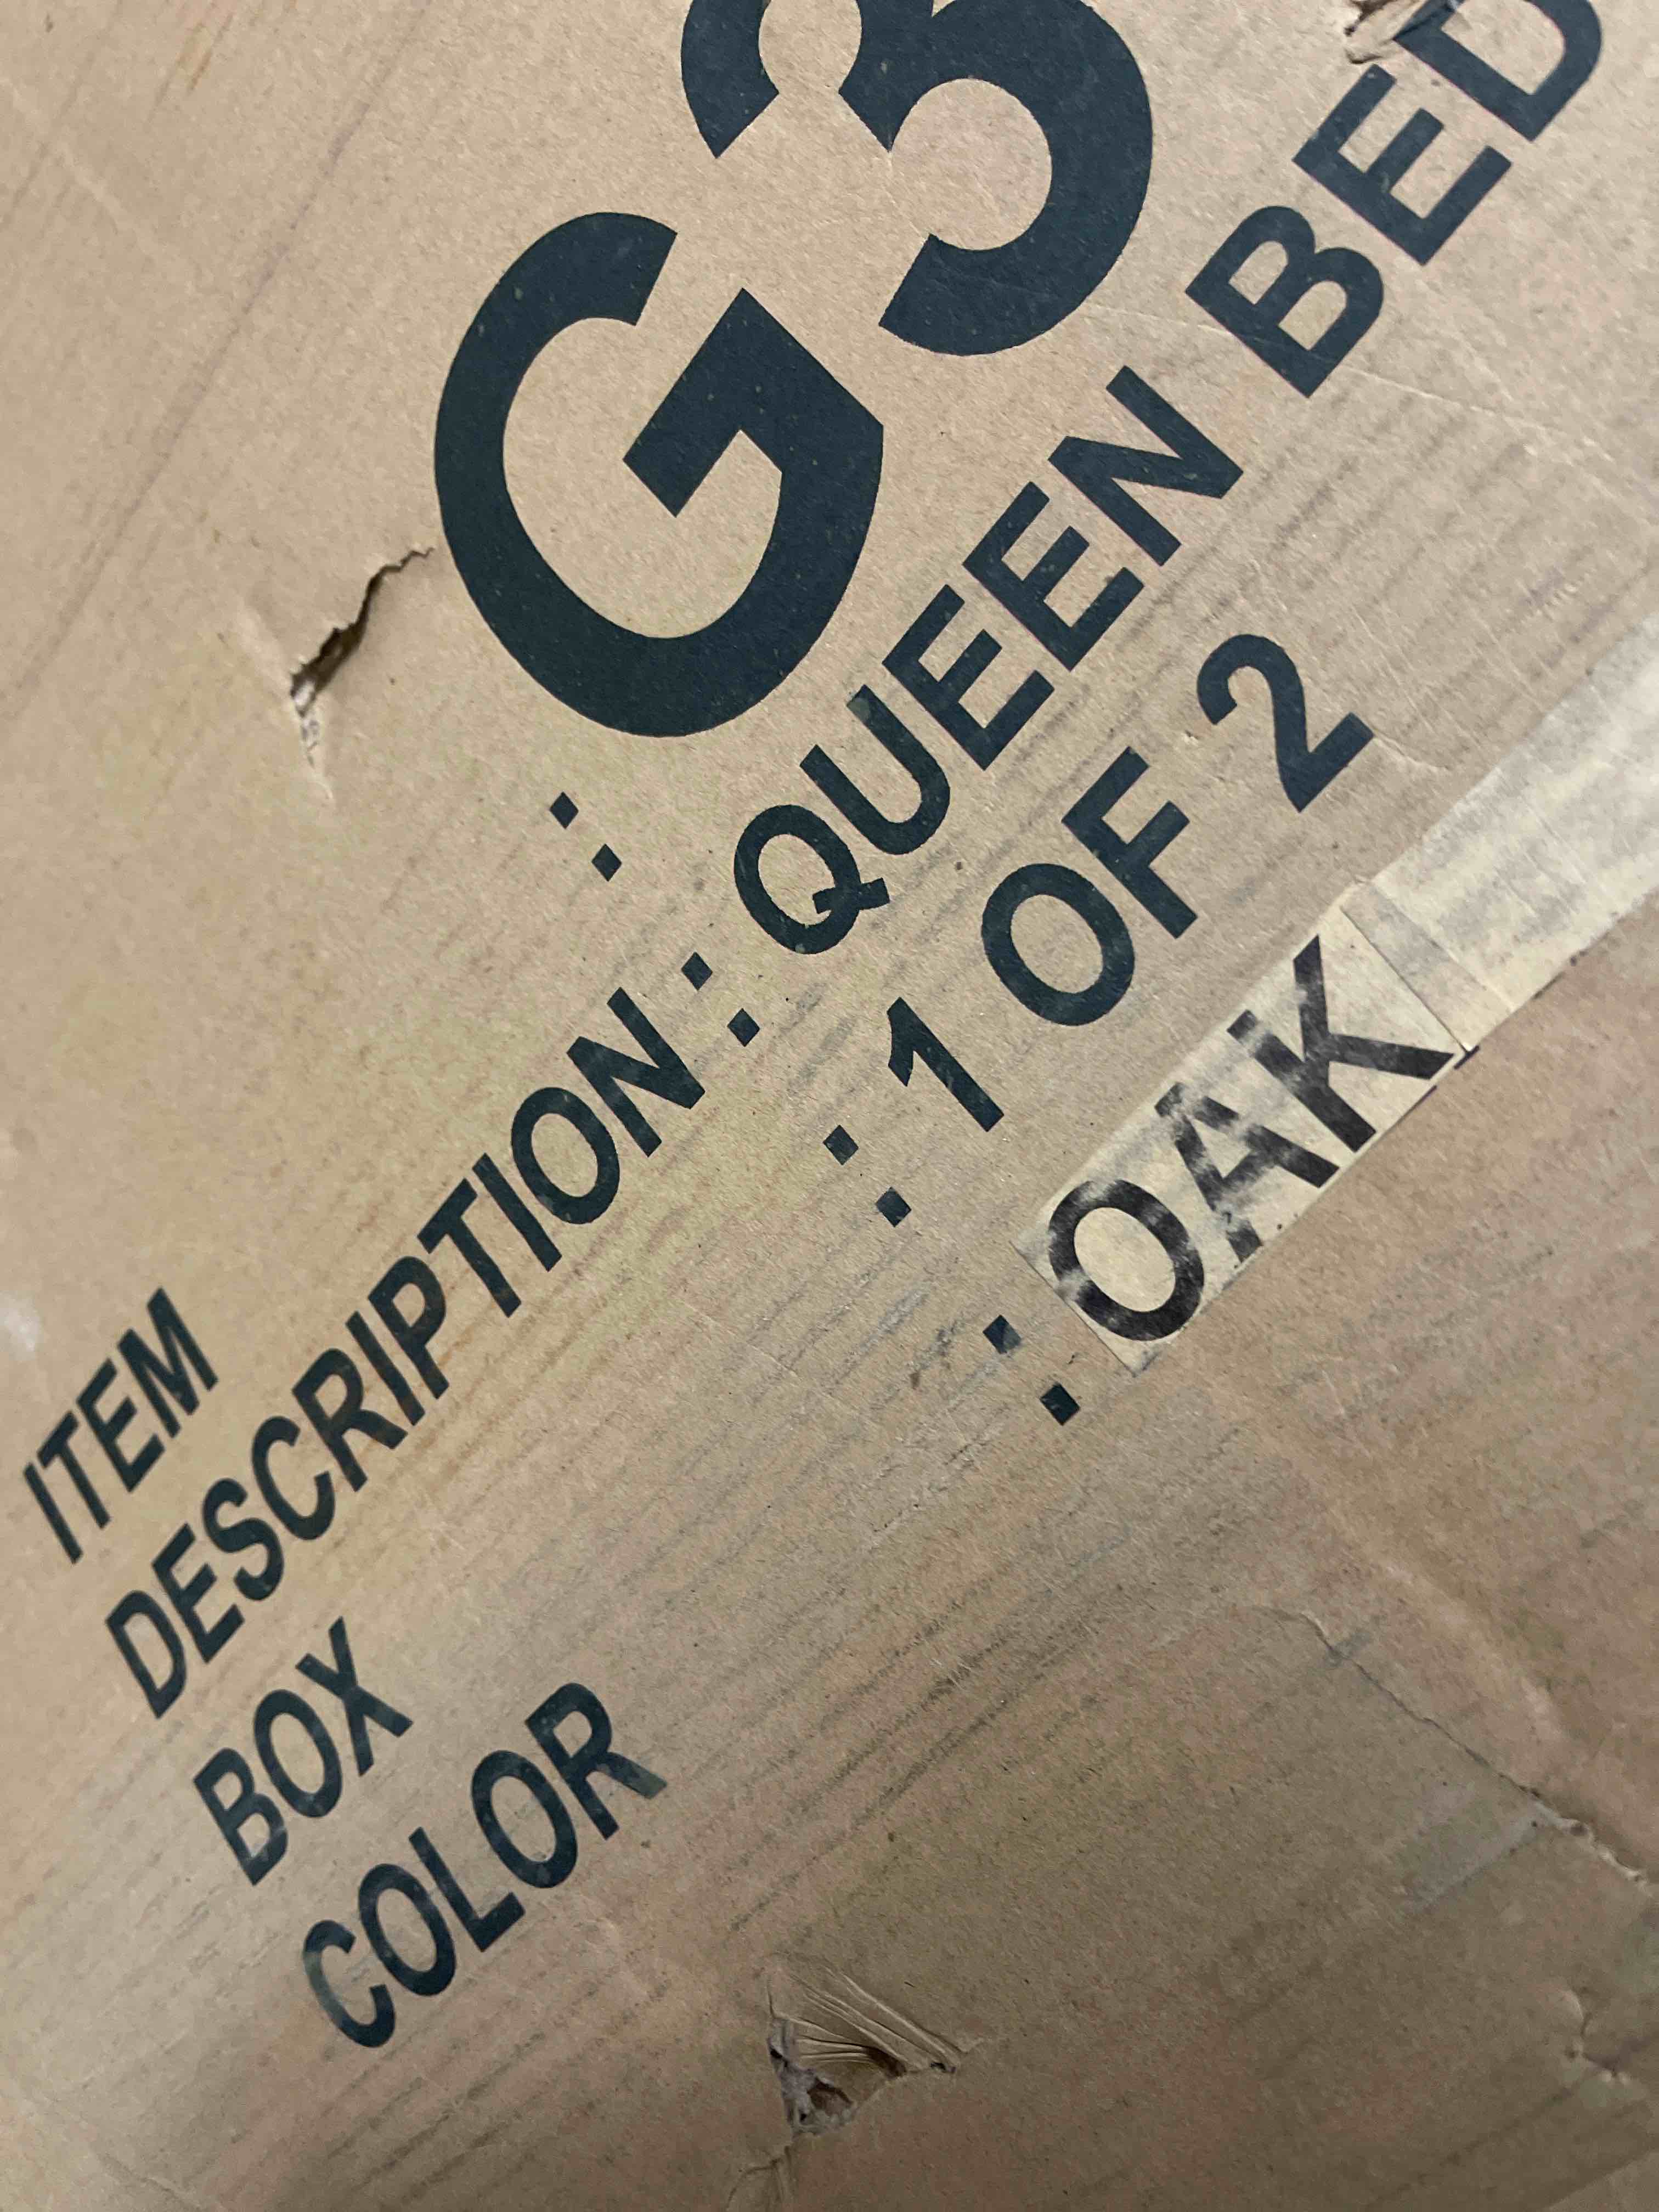 ITEM : G3
DESCRIPTION: QUEEN BED
BOX : 1 OF 2
COLOR : OAK